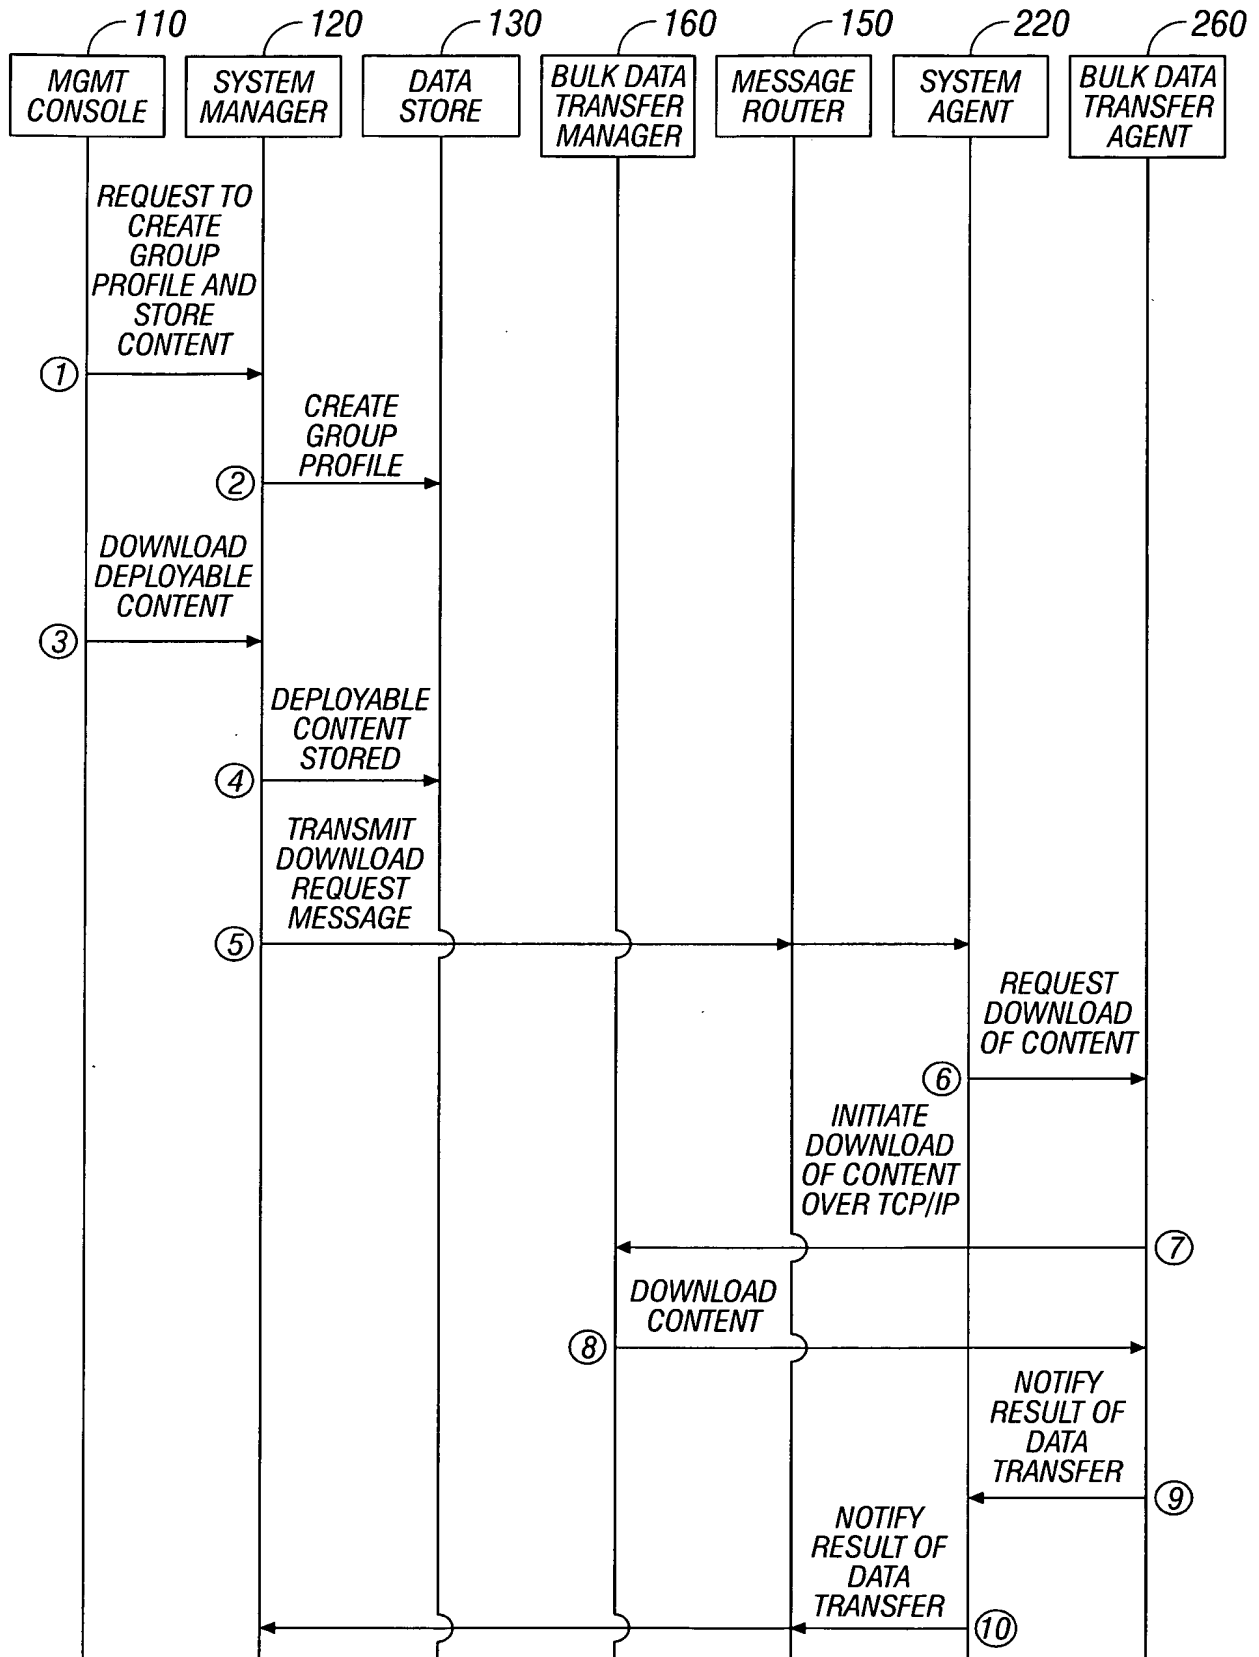 110
120
130
160
150
220
260
MGMT
CONSOLE
SYSTEM
MANAGER
DATA
STORE
BULK DATA
TRANSFER
MANAGER
MESSAGE
ROUTER
SYSTEM
AGENT
BULK DATA
TRANSFER
AGENT
REQUEST TO
CREATE
GROUP
PROFILE AND
STORE
CONTENT
1
CREATE
GROUP
PROFILE
2
DOWNLOAD
DEPLOYABLE
CONTENT
3
DEPLOYABLE
CONTENT
STORED
4
TRANSMIT
DOWNLOAD
REQUEST
MESSAGE
5
REQUEST
DOWNLOAD
OF CONTENT
6
INITIATE
DOWNLOAD
OF CONTENT
OVER TCP/IP
7
DOWNLOAD
CONTENT
8
NOTIFY
RESULT OF
DATA
TRANSFER
9
NOTIFY
RESULT OF
DATA
TRANSFER
10